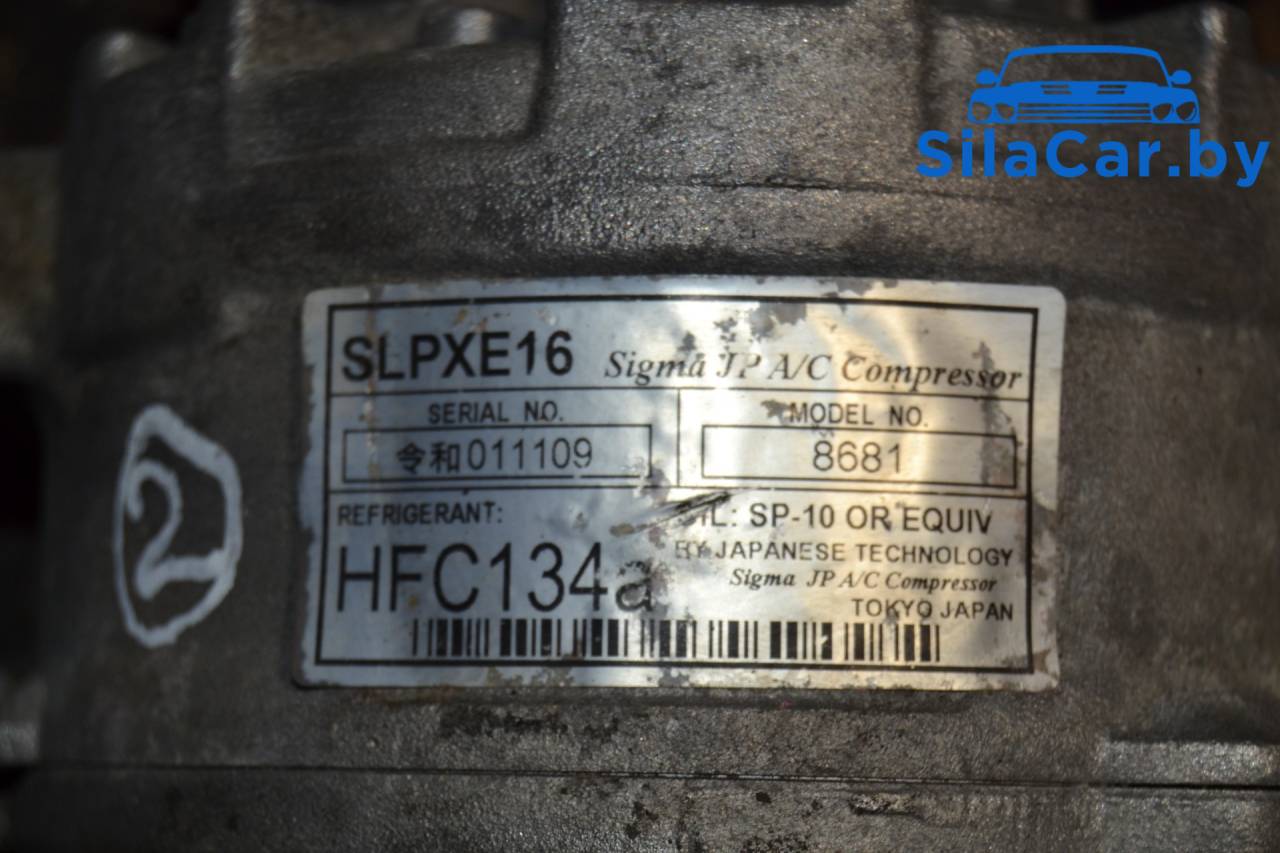 SilaCar.by
SLPXE16 Sigma JP A/C Compressor
SERIAL NO. MODEL NO.
令和011109 8681
REFRIGERANT: OIL: SP-10 OR EQUIV
HFC134a BY JAPANESE TECHNOLOGY
Sigma JP A/C Compressor
TOKYO JAPAN
2